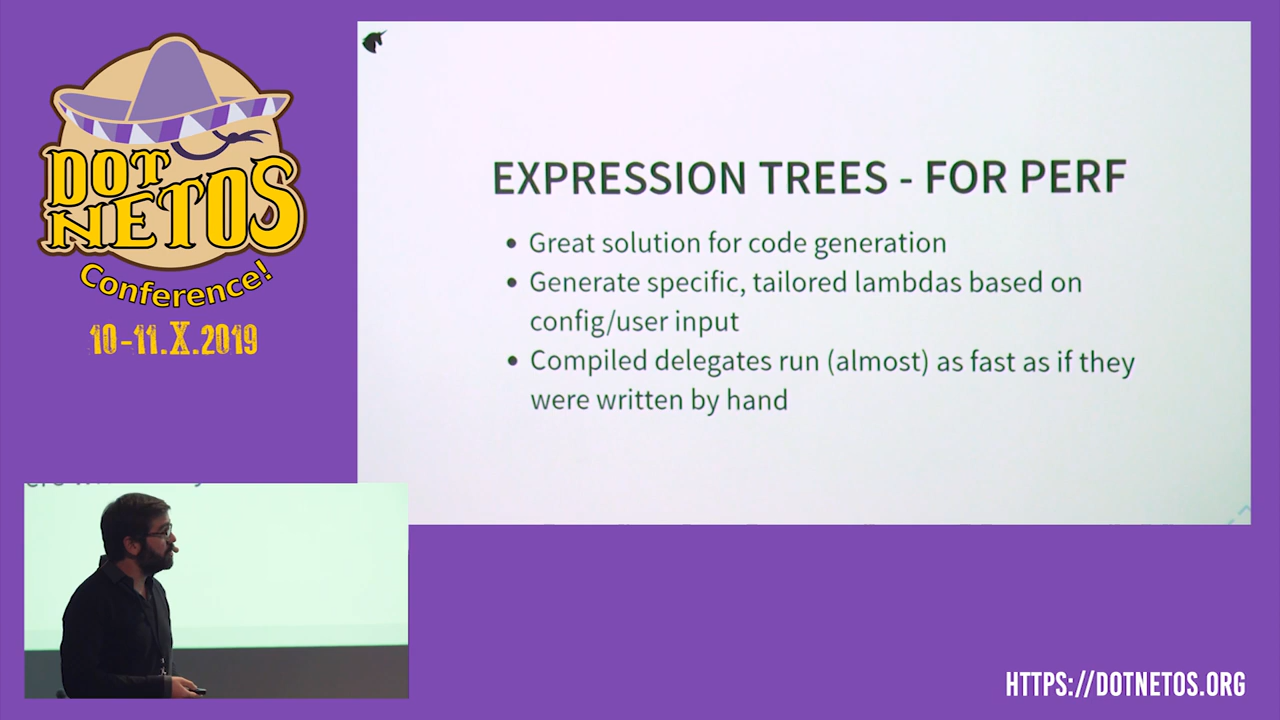 DOT
NETOS
Conference!
10-11.X.2019
EXPRESSION TREES - FOR PERF
• Great solution for code generation
• Generate specific, tailored lambdas based on
config/user input
• Compiled delegates run (almost) as fast as if they
were written by hand
HTTPS://DOTNETOS.ORG